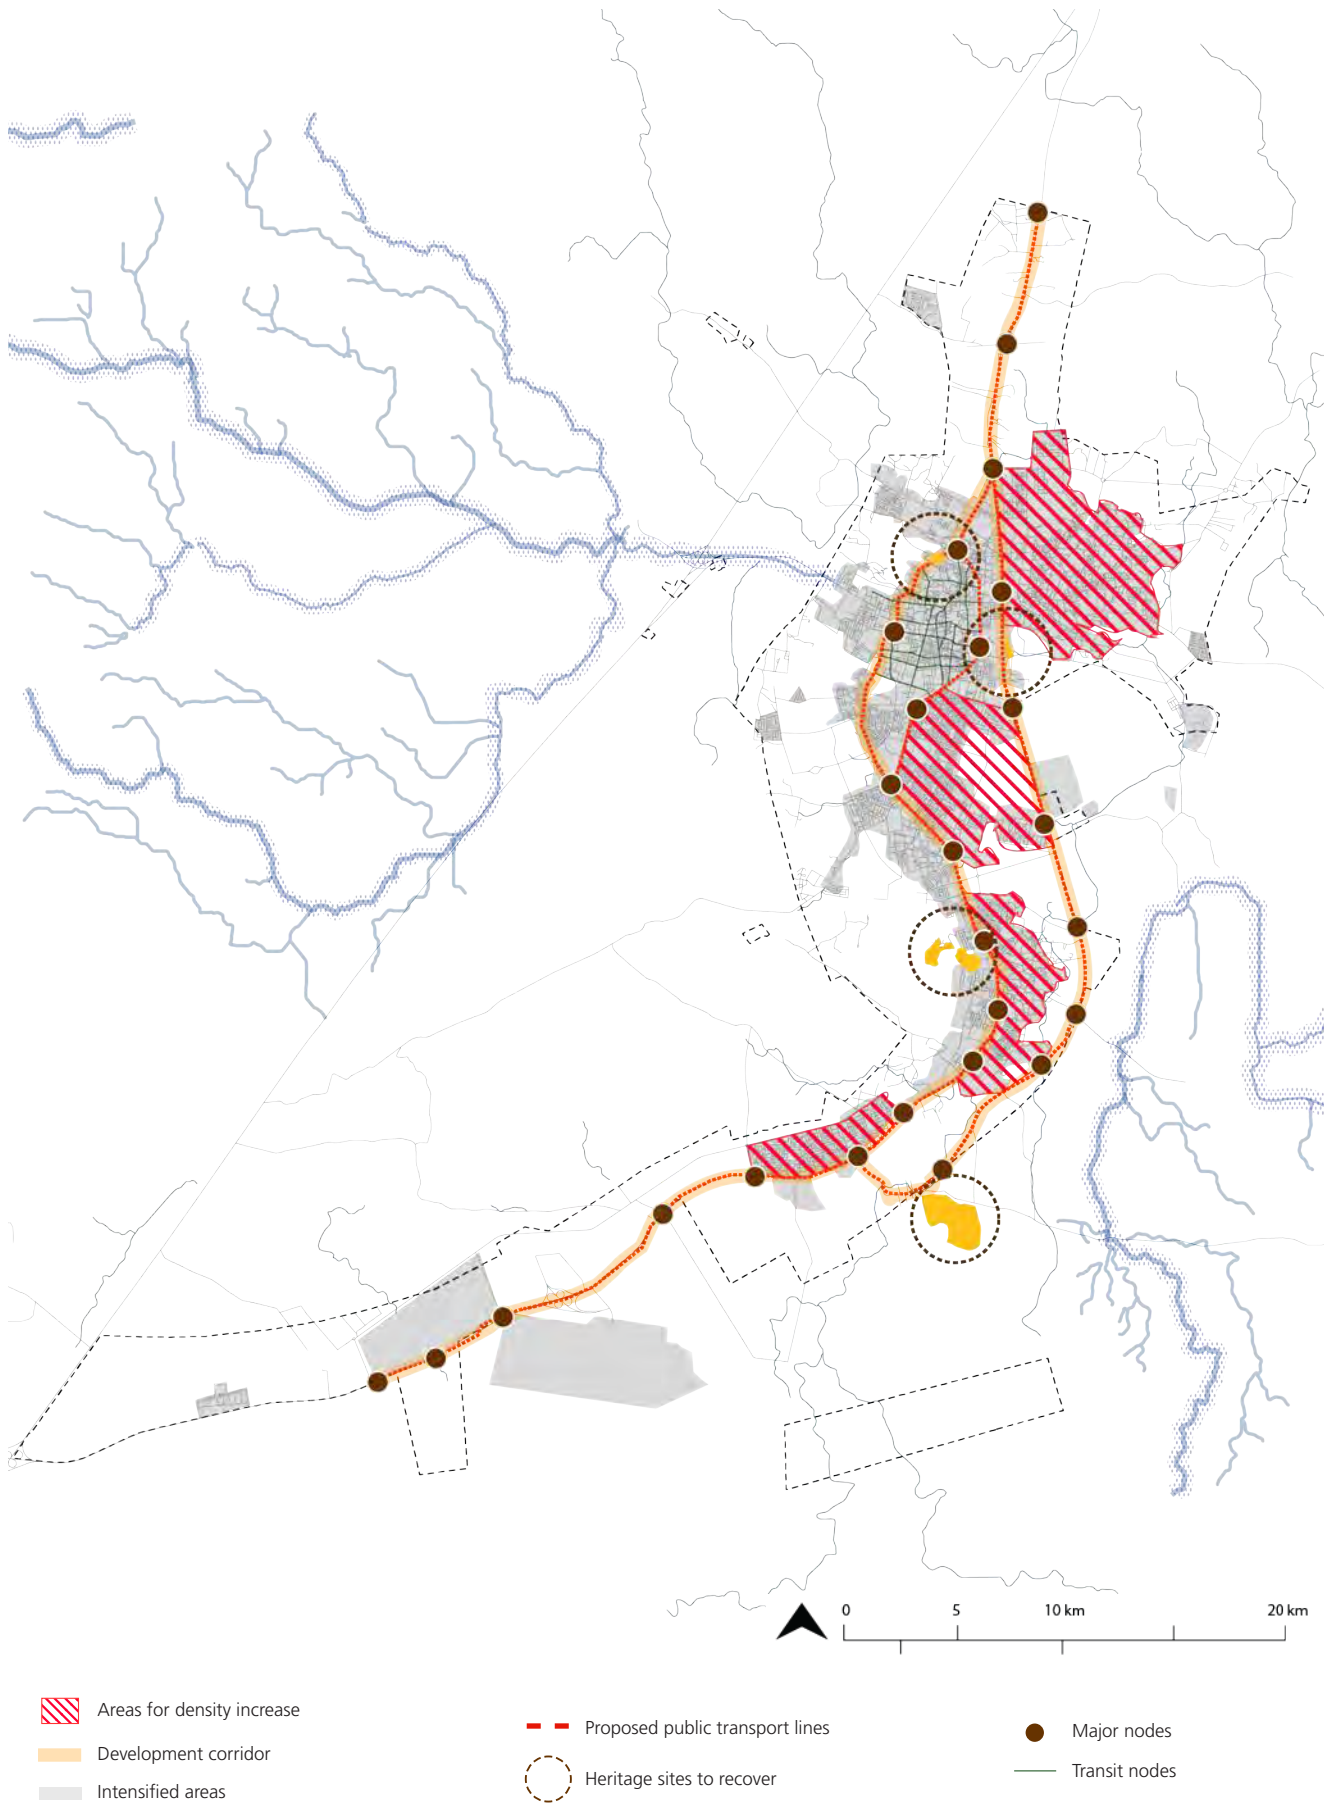 0 5 10 km 20 km
Areas for density increase
Development corridor
Intensified areas
Proposed public transport lines
Heritage sites to recover
Major nodes
Transit nodes